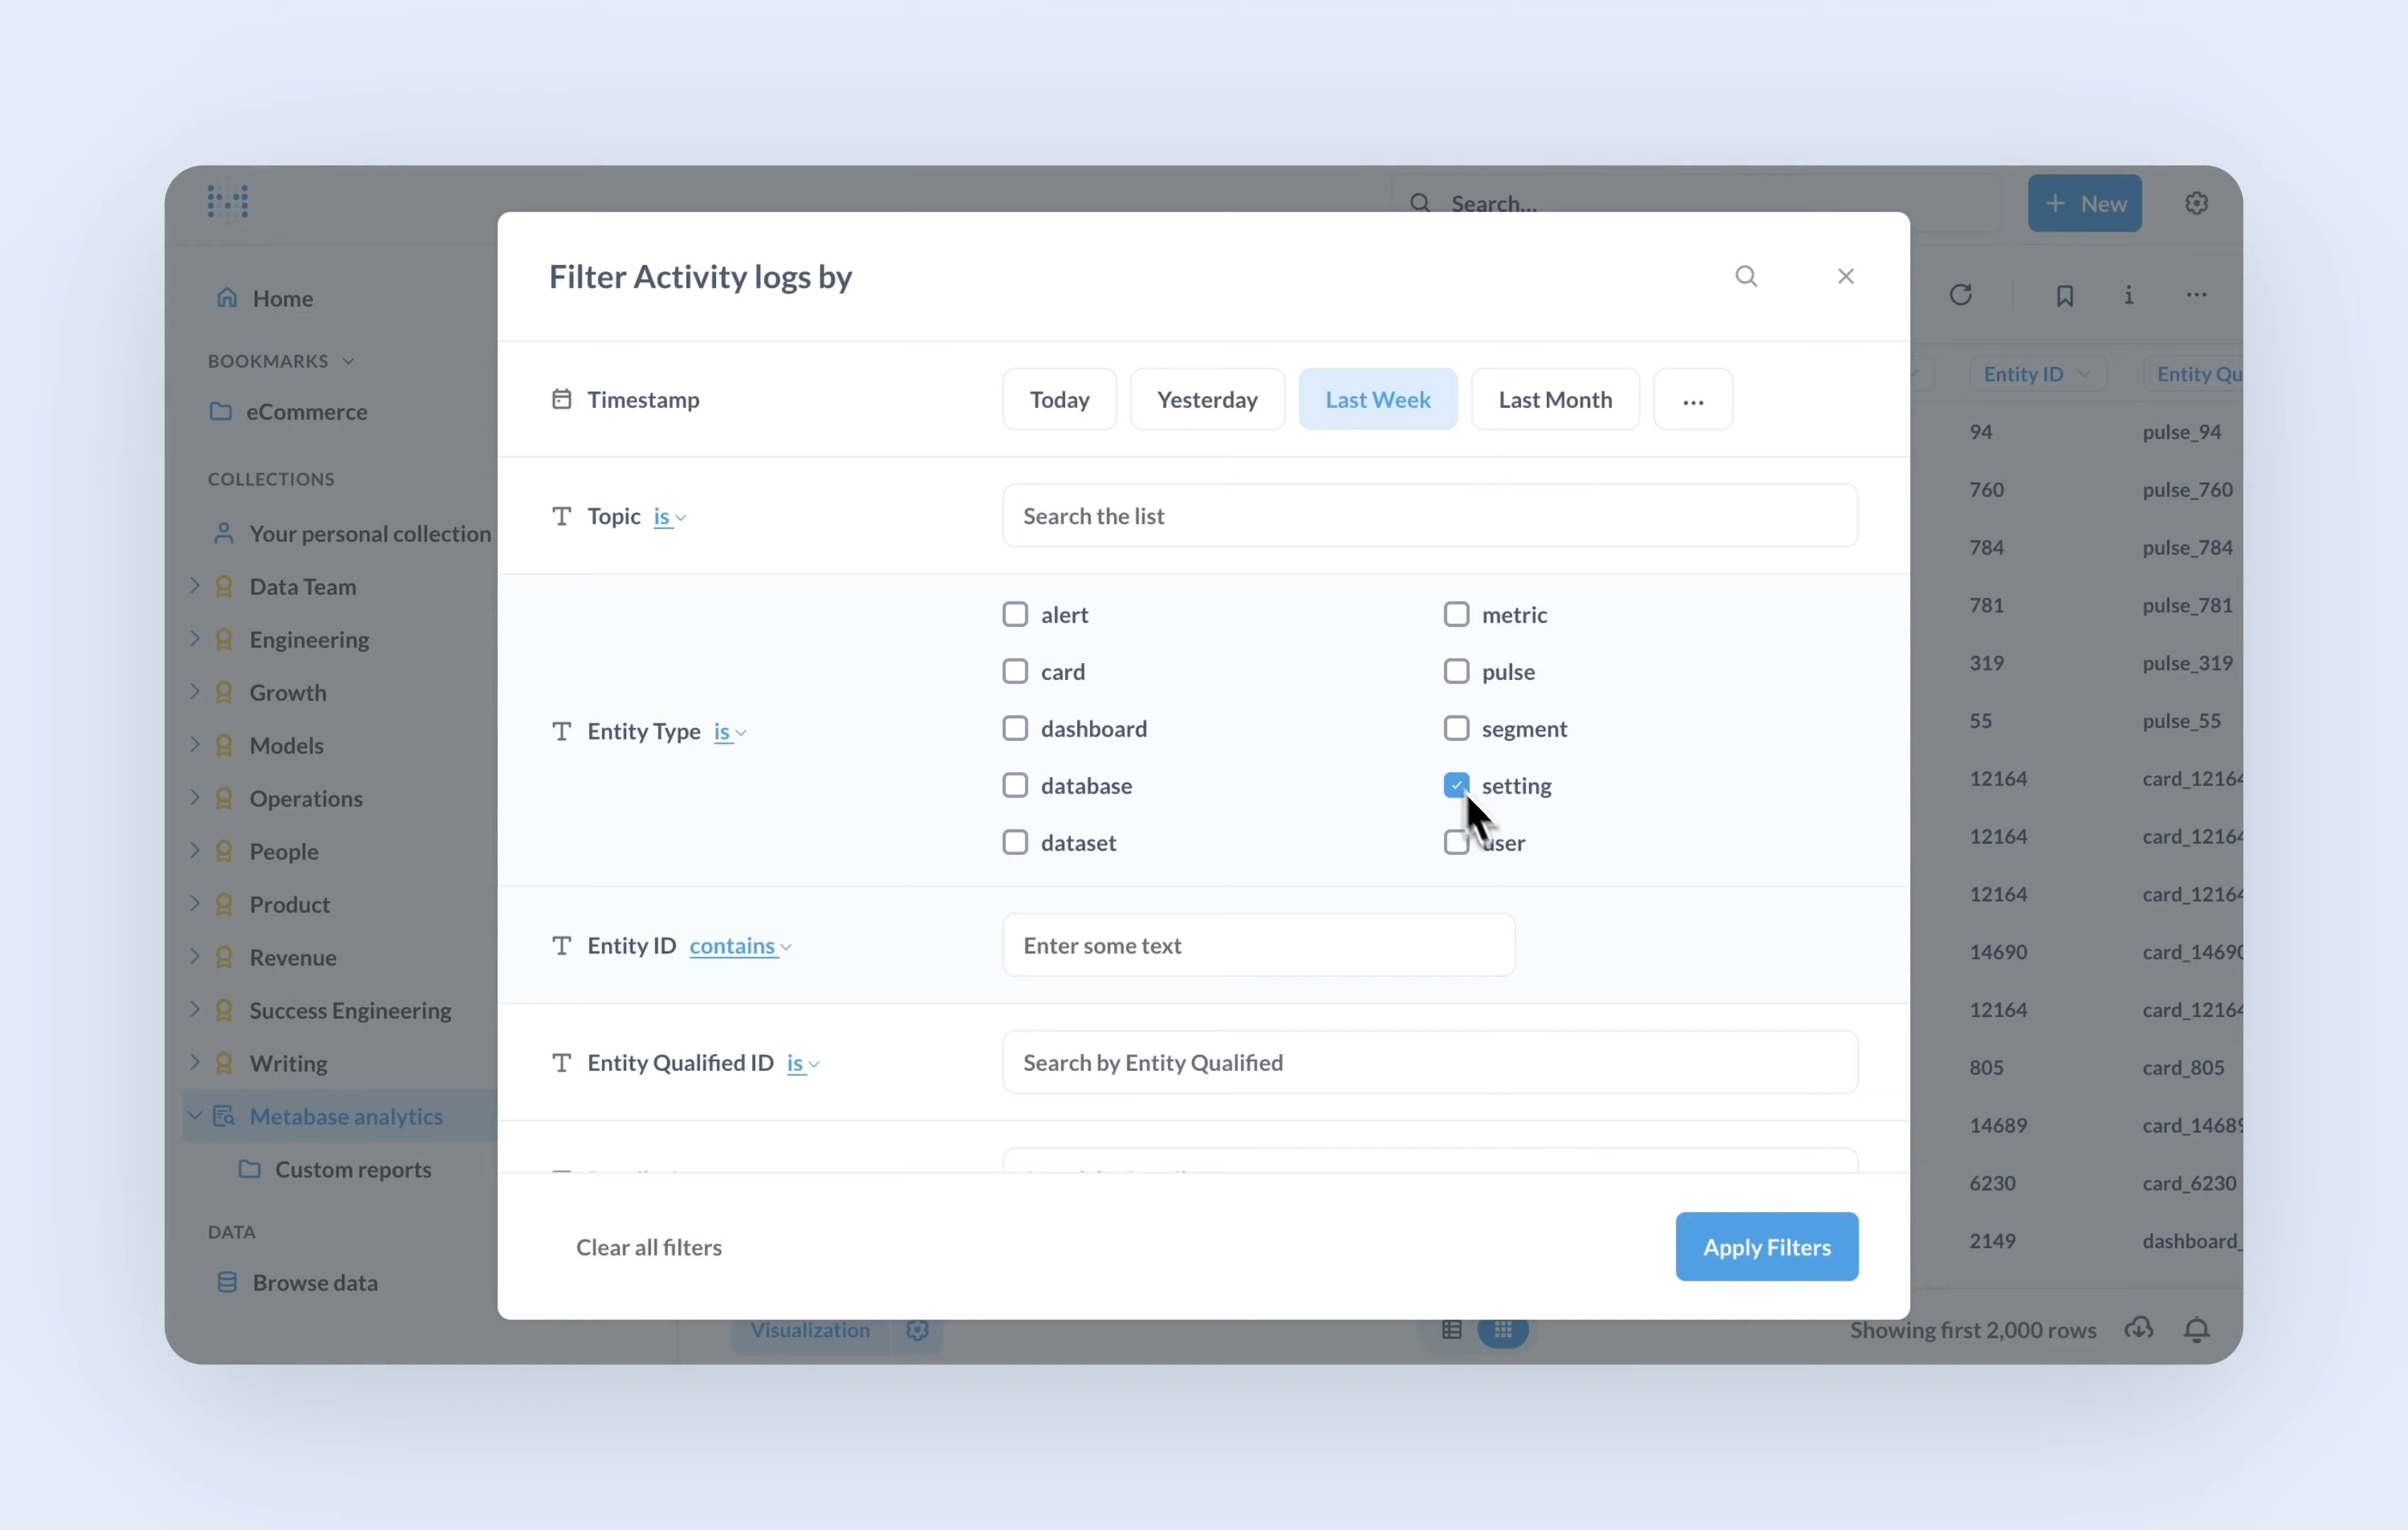 Search...
+ New
Filter Activity logs by
Home
BOOKMARKS
eCommerce
COLLECTIONS
Your personal collection
Data Team
Engineering
Growth
Models
Operations
People
Product
Revenue
Success Engineering
Writing
Metabase analytics
Custom reports
DATA
Browse data
Timestamp
Today
Yesterday
Last Week
Last Month
...
Topic is
Search the list
Entity Type is
alert
card
dashboard
database
dataset
metric
pulse
segment
setting
user
Entity ID contains
Enter some text
Entity Qualified ID is
Search by Entity Qualified
Clear all filters
Apply Filters
Entity ID Entity Qu
94 pulse_94
760 pulse_760
784 pulse_784
781 pulse_781
319 pulse_319
55 pulse_55
12164 card_12164
12164 card_12164
12164 card_12164
14690 card_14690
12164 card_12164
805 card_805
14689 card_14689
6230 card_6230
2149 dashboard_
Visualization
Showing first 2,000 rows